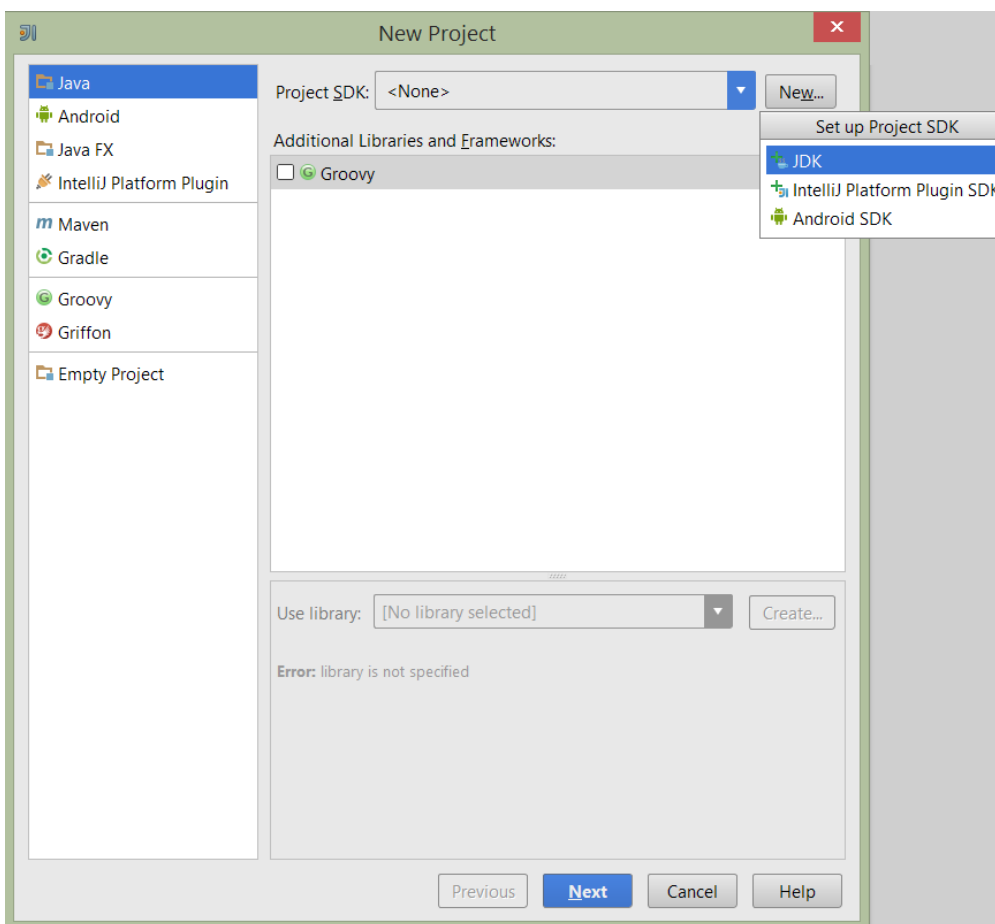 New Project
Java
Android
Java FX
IntelliJ Platform Plugin
Maven
Gradle
Groovy
Griffon
Empty Project
Project SDK: <None> New...
Additional Libraries and Frameworks:
Groovy
Set up Project SDK
JDK
IntelliJ Platform Plugin SDK
Android SDK
Use library: [No library selected] Create...
Error: library is not specified
Previous Next Cancel Help